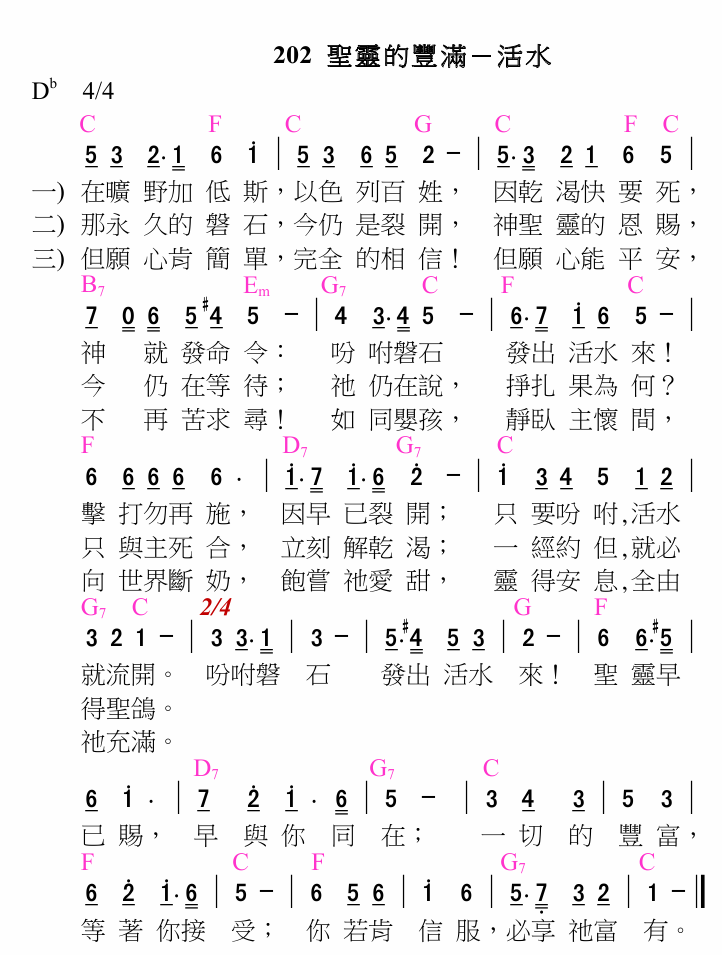 202 聖靈的豐滿－活水
Db 4/4
C F C G C F C
5 3 2· 1 6 i | 5 3 6 5 2 － | 5· 3 2 1 6 5 |
一) 在曠 野加 低 斯，以色 列百 姓， 因乾 渴快 要 死，
二) 那永 久的 磐 石，今仍 是裂 開， 神聖 靈的 恩 賜，
三) 但願 心肯 簡 單，完全 的相 信！ 但願 心能 平 安，
B7 Em G7 C F C
7 0 6 5 #4 5 － | 4 3· 4 5 － | 6· 7 i 6 5 － |
神 就 發命 令： 吩 咐磐石 發出 活水 來！
今 仍 在等 待； 祂 仍在說， 掙扎 果為 何？
不 再 苦求 尋！ 如 同嬰孩， 靜臥 主懷 間，
F D7 G7 C
6 6 6 6 6 · | i· 7 i· 6 2̇ － | i 3 4 5 1 2 |
擊 打勿再 施， 因早 已裂 開； 只 要吩 咐,活水
只 與主死 合， 立刻 解乾 渴； 一 經約 但,就必
向 世界斷 奶， 飽嘗 祂愛 甜， 靈 得安 息,全由
G7 C 2/4 G F
3 2 1 － | 3 3· 1 | 3 － | 5· #4 5 3 | 2 － | 6 6· #5 |
就流開。 吩咐磐 石 發出 活水 來！ 聖 靈早
得聖鴿。
祂充滿。
D7 G7 C
6 i · | 7 2̇ i · 6 | 5 － | 3 4 3 | 5 3 |
已 賜， 早 與 你 同 在； 一 切 的 豐 富，
F C F G7 C
6 2̇ i· 6 | 5 － | 6 5 6 | i 6 | 5· 7̣ 3 2 | 1 － ‖
等 著 你接 受； 你 若肯 信 服，必享 祂富 有。